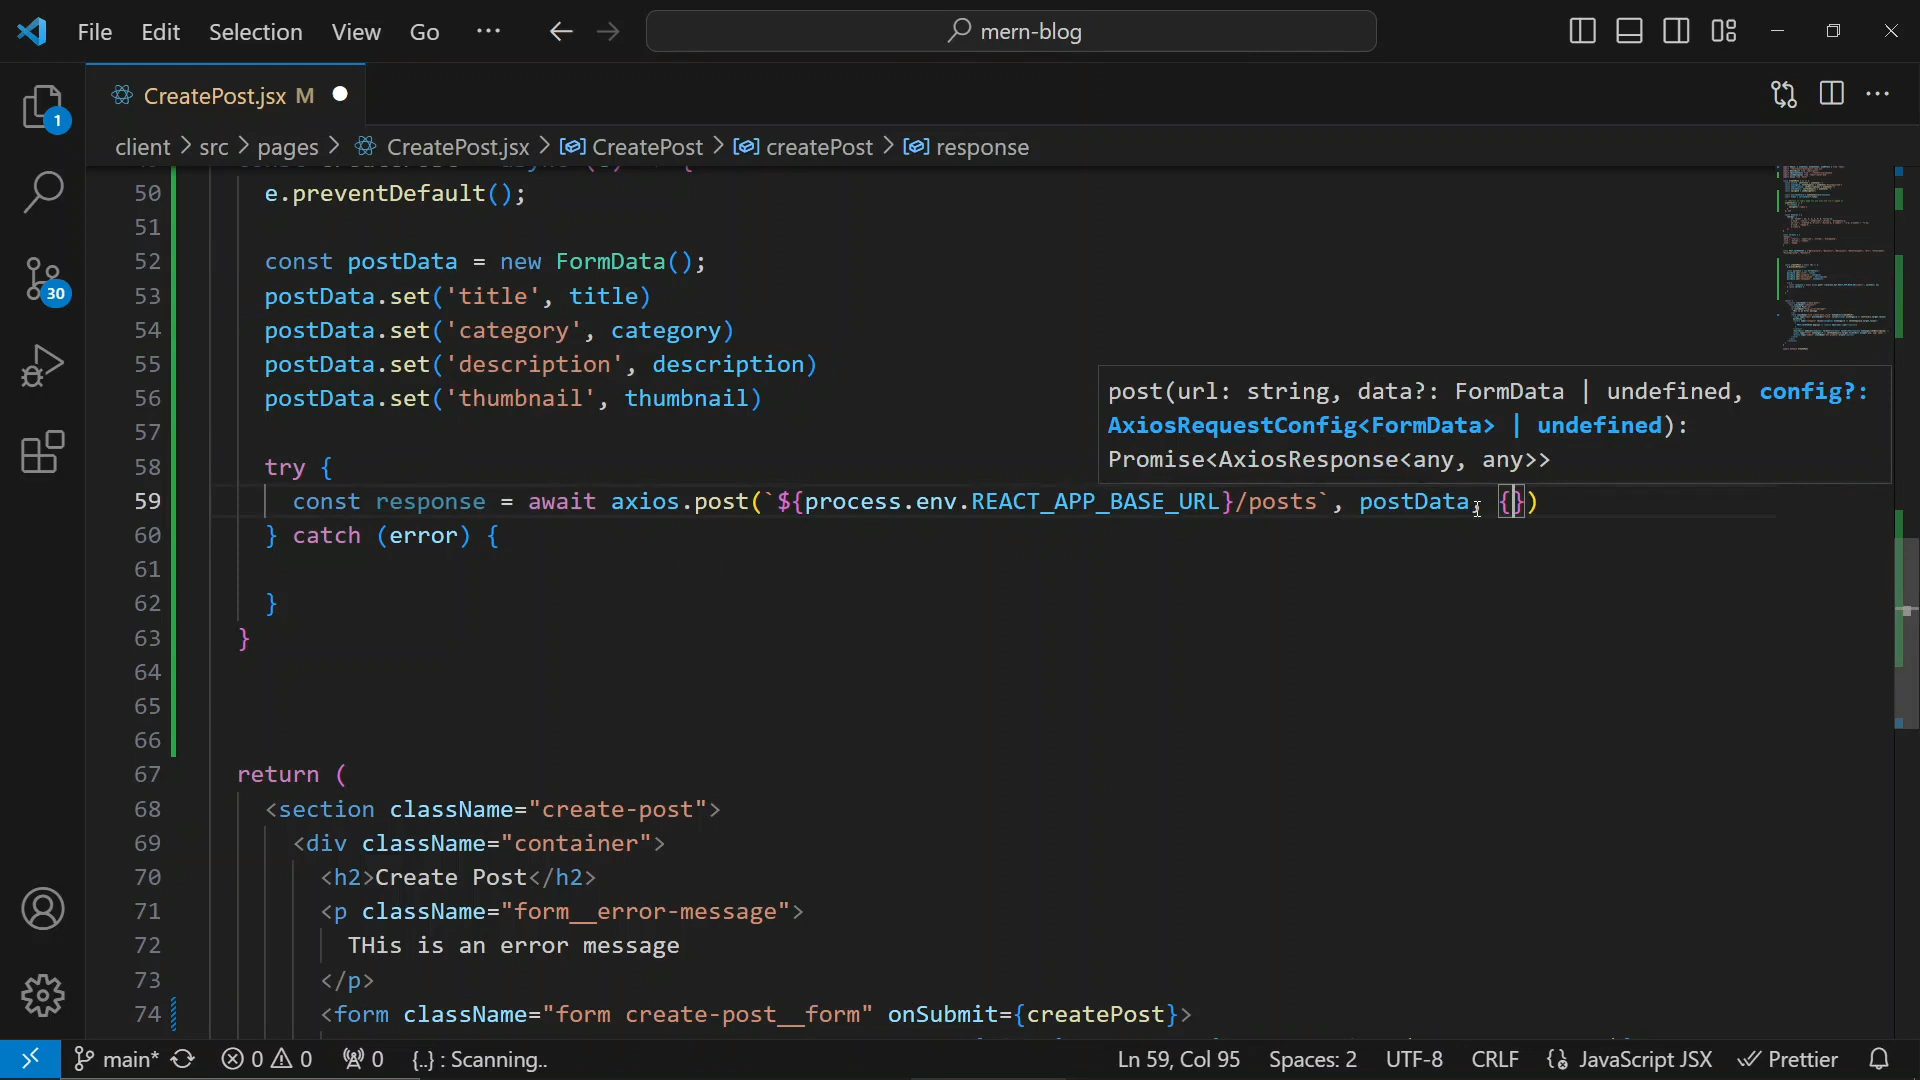 File Edit Selection View Go ··· mern-blog
CreatePost.jsx M
client > src > pages > CreatePost.jsx > CreatePost > createPost > response
50 e.preventDefault();
51
52 const postData = new FormData();
53 postData.set('title', title)
54 postData.set('category', category)
55 postData.set('description', description)
56 postData.set('thumbnail', thumbnail)
57
post(url: string, data?: FormData | undefined, config?:
AxiosRequestConfig<FormData> | undefined):
Promise<AxiosResponse<any, any>>
58 try {
59 const response = await axios.post(`${process.env.REACT_APP_BASE_URL}/posts`, postData, {})
60 } catch (error) {
61
62 }
63 }
64
65
66
67 return (
68 <section className="create-post">
69 <div className="container">
70 <h2>Create Post</h2>
71 <p className="form__error-message">
72 THis is an error message
73 </p>
74 <form className="form create-post__form" onSubmit={createPost}>
1
30
main* 0 0 0 {..} : Scanning.. Ln 59, Col 95 Spaces: 2 UTF-8 CRLF JavaScript JSX Prettier